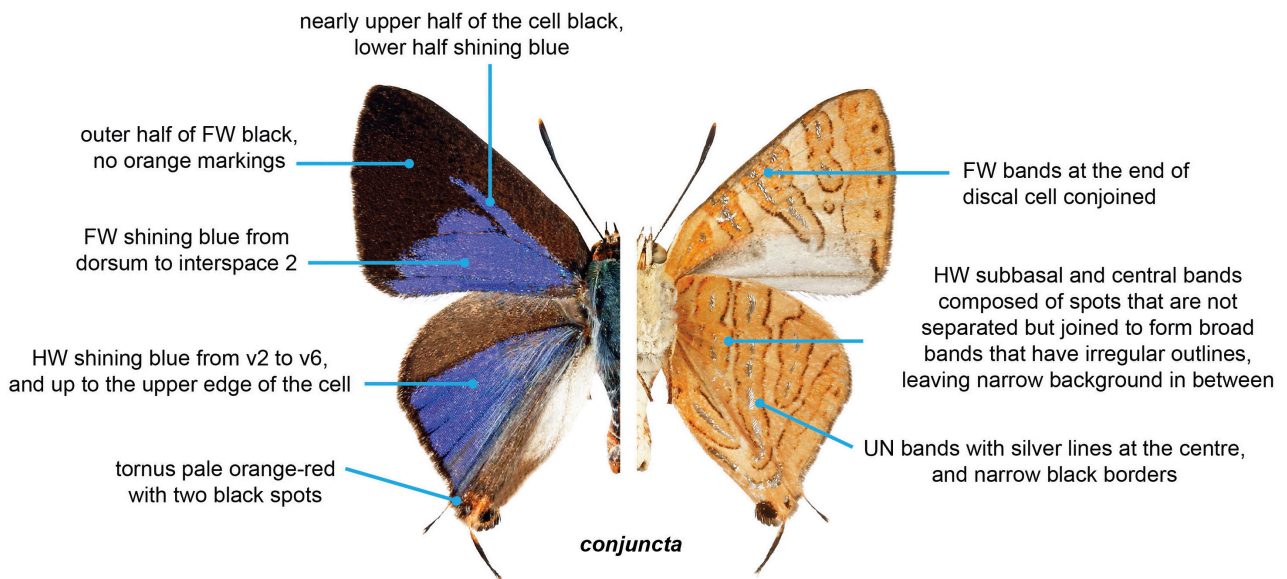 nearly upper half of the cell black,
lower half shining blue
outer half of FW black,
no orange markings
FW shining blue from
dorsum to interspace 2
HW shining blue from v2 to v6,
and up to the upper edge of the cell
tornus pale orange-red
with two black spots
FW bands at the end of
discal cell conjoined
HW subbasal and central bands
composed of spots that are not
separated but joined to form broad
bands that have irregular outlines,
leaving narrow background in between
UN bands with silver lines at the centre,
and narrow black borders
conjuncta